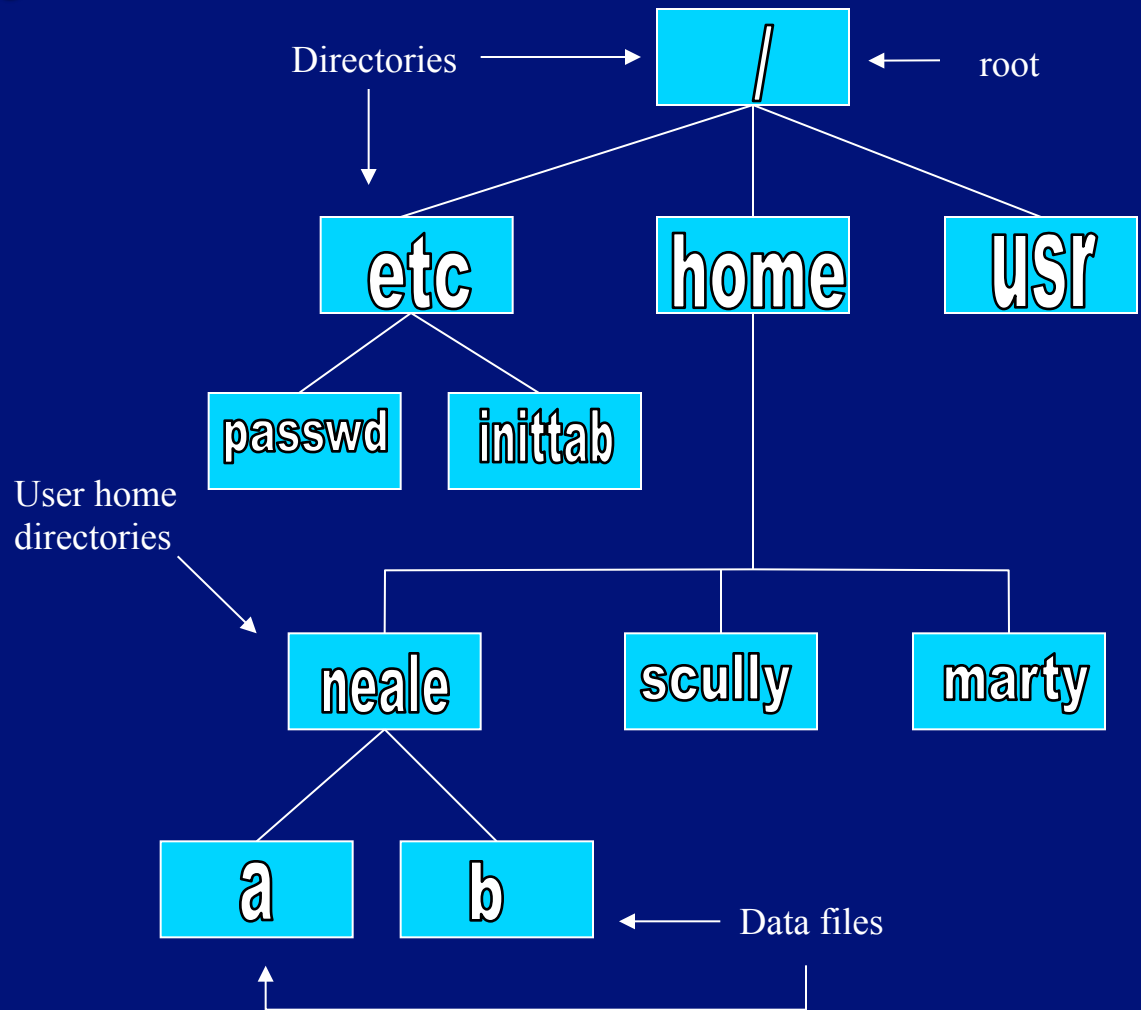 /
Directories
root
etc
home
usr
passwd
inittab
User home
directories
neale
scully
marty
a
b
Data files